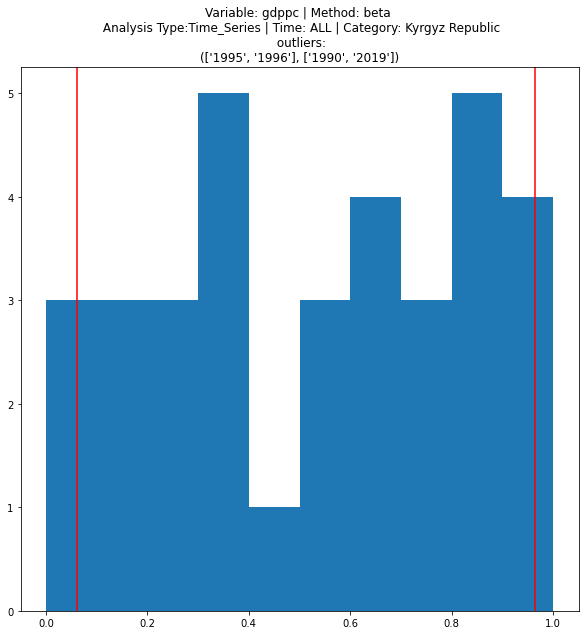 Variable: gdppc | Method: beta
Analysis Type:Time_Series | Time: ALL | Category: Kyrgyz Republic
outliers:
(['1995', '1996'], ['1990', '2019'])
5
4
3
2
1
0
0.0 0.2 0.4 0.6 0.8 1.0